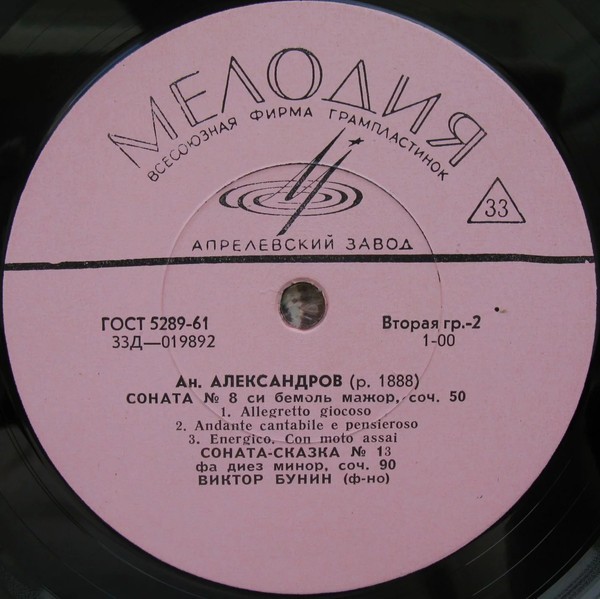 МЕЛОДИЯ
ВСЕСОЮЗНАЯ ФИРМА ГРАМПЛАСТИНОК
33
АПРЕЛЕВСКИЙ ЗАВОД
ГОСТ 5289-61 Вторая гр.-2
33Д—019892 1-00
Ан. АЛЕКСАНДРОВ (р. 1888)
СОНАТА № 8 си бемоль мажор, соч. 50
1. Allegretto giocoso
2. Andante cantabile e pensieroso
3. Energico. Con moto assai
СОНАТА-СКАЗКА № 13
фа диез минор, соч. 90
ВИКТОР БУНИН (ф-но)